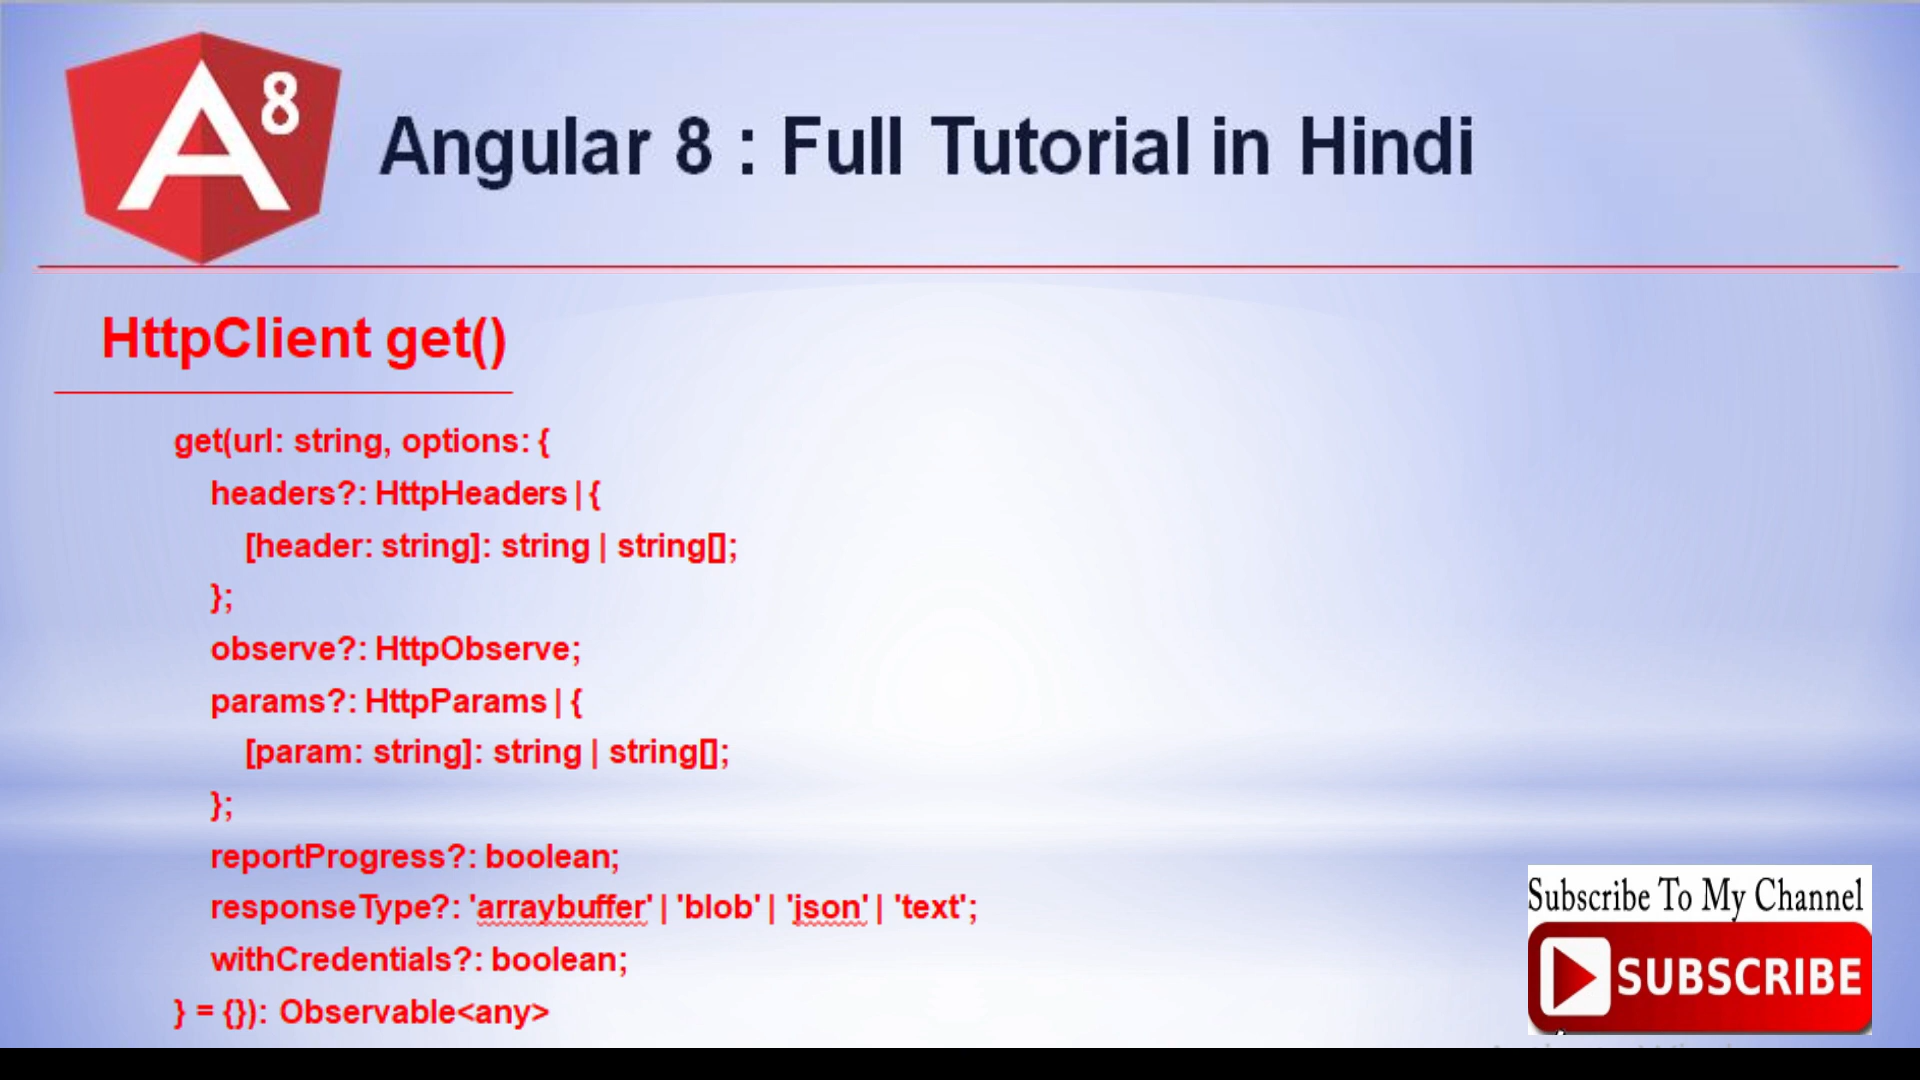 A 8
Angular 8 : Full Tutorial in Hindi
HttpClient get()
get(url: string, options: {
headers?: HttpHeaders | {
[header: string]: string | string[];
};
observe?: HttpObserve;
params?: HttpParams | {
[param: string]: string | string[];
};
reportProgress?: boolean;
responseType?: 'arraybuffer' | 'blob' | 'json' | 'text';
withCredentials?: boolean;
} = {}): Observable<any>
Subscribe To My Channel
SUBSCRIBE